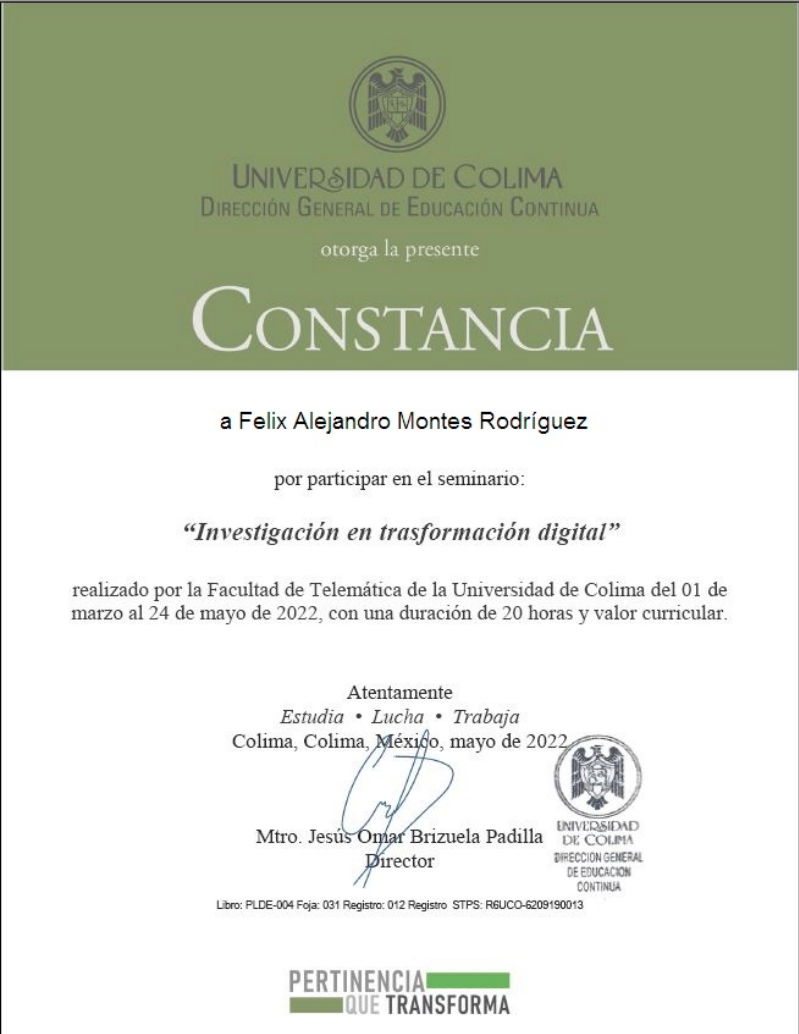 UNIVERSIDAD DE COLIMA
DIRECCIÓN GENERAL DE EDUCACIÓN CONTINUA
otorga la presente
CONSTANCIA
a Felix Alejandro Montes Rodríguez
por participar en el seminario:
“Investigación en trasformación digital”
realizado por la Facultad de Telemática de la Universidad de Colima del 01 de
marzo al 24 de mayo de 2022, con una duración de 20 horas y valor curricular.
Atentamente
Estudia • Lucha • Trabaja
Colima, Colima, México, mayo de 2022
Mtro. Jesús Omar Brizuela Padilla
Director
UNIVERSIDAD
DE COLIMA
DIRECCION GENERAL
DE EDUCACION
CONTINUA
Libro: PLDE-004 Foja: 031 Registro: 012 Registro STPS: R6UCO-6209190013
PERTINENCIA
QUE TRANSFORMA